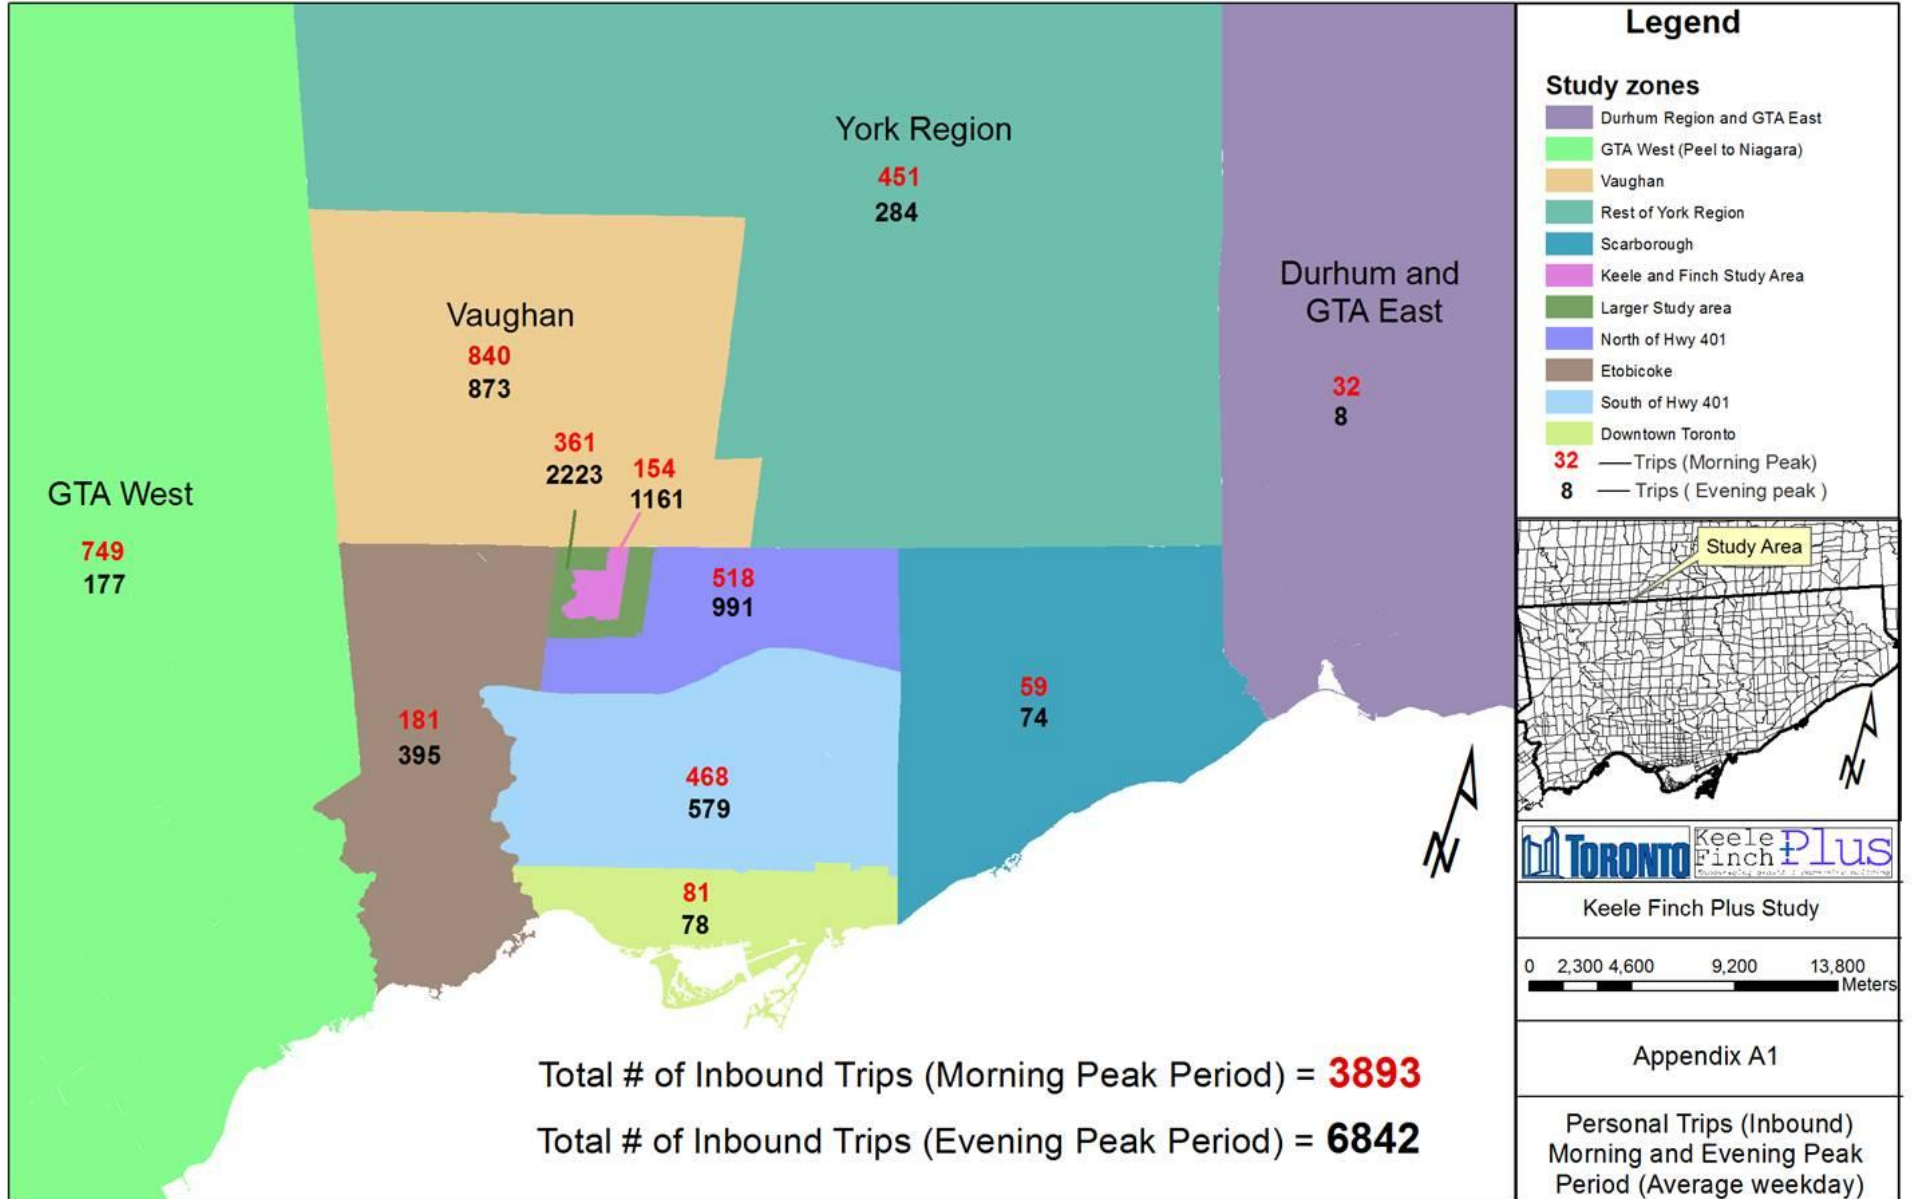 York Region
451
284
Vaughan
840
873
Durhum and
GTA East
32
8
361
2223
154
1161
GTA West
749
177
518
991
59
74
181
395
468
579
81
78
N
Total # of Inbound Trips (Morning Peak Period) = 3893
Total # of Inbound Trips (Evening Peak Period) = 6842
Legend
Study zones
Durhum Region and GTA East
GTA West (Peel to Niagara)
Vaughan
Rest of York Region
Scarborough
Keele and Finch Study Area
Larger Study area
North of Hwy 401
Etobicoke
South of Hwy 401
Downtown Toronto
32 — Trips (Morning Peak)
8 — Trips ( Evening peak )
Study Area
N
TORONTO
Keele
Finch + Plus
Keele Finch Plus Study
0 2,300 4,600 9,200 13,800
Meters
Appendix A1
Personal Trips (Inbound)
Morning and Evening Peak
Period (Average weekday)